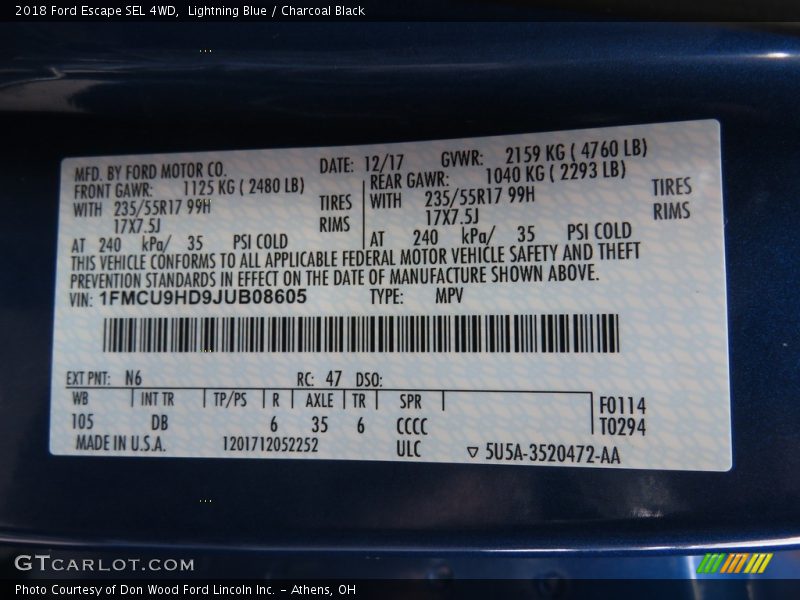 2018 Ford Escape SEL 4WD,  Lightning Blue / Charcoal Black
MFD. BY FORD MOTOR CO. DATE: 12/17 GVWR: 2159 KG ( 4760 LB)
FRONT GAWR: 1125 KG ( 2480 LB) REAR GAWR: 1040 KG ( 2293 LB)
WITH 235/55R17 99H TIRES WITH 235/55R17 99H TIRES
17X7.5J RIMS 17X7.5J RIMS
AT 240 kPa/ 35 PSI COLD AT 240 kPa/ 35 PSI COLD
THIS VEHICLE CONFORMS TO ALL APPLICABLE FEDERAL MOTOR VEHICLE SAFETY AND THEFT
PREVENTION STANDARDS IN EFFECT ON THE DATE OF MANUFACTURE SHOWN ABOVE.
VIN: 1FMCU9HD9JUB08605 TYPE: MPV
EXT PNT: N6 RC: 47 DSO:
WB INT TR TP/PS R AXLE TR SPR F0114
105 DB 6 35 6 CCCC T0294
MADE IN U.S.A. 1201712052252 ULC ▽ 5U5A-3520472-AA
GTCARLOT.COM
Photo Courtesy of Don Wood Ford Lincoln Inc. - Athens, OH